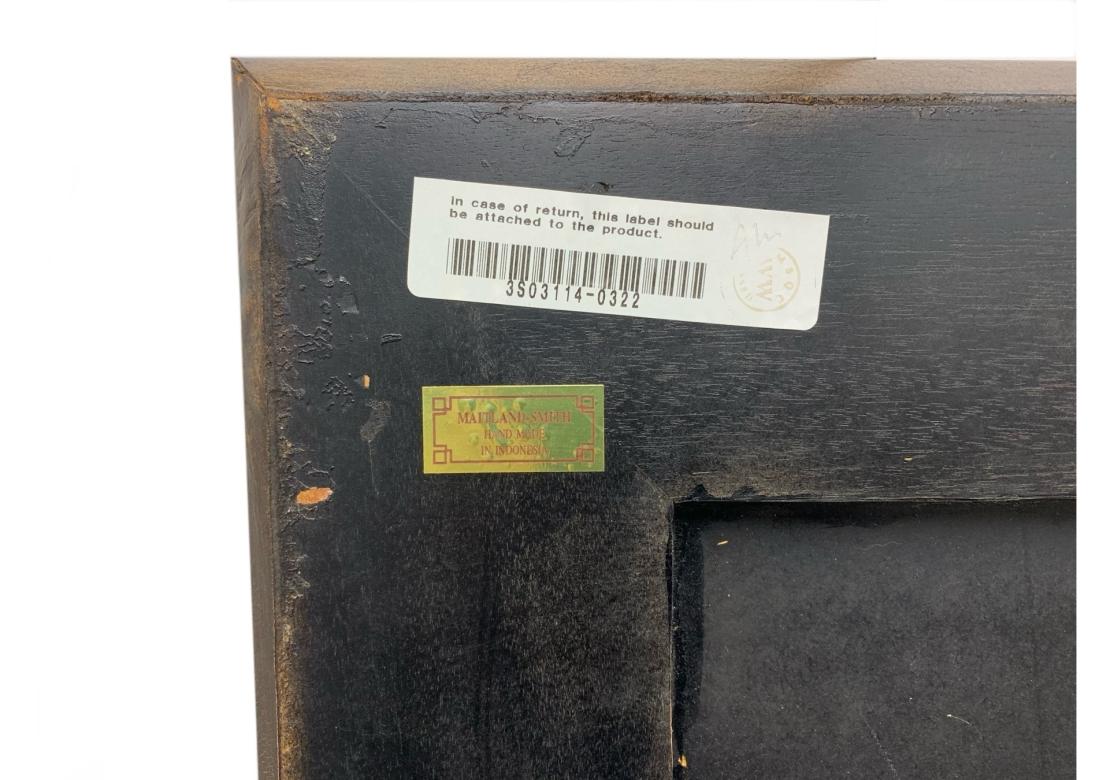 In case of return, this label should
be attached to the product.
3S03114-0322
MAITLAND-SMITH
HAND MADE
IN INDONESIA